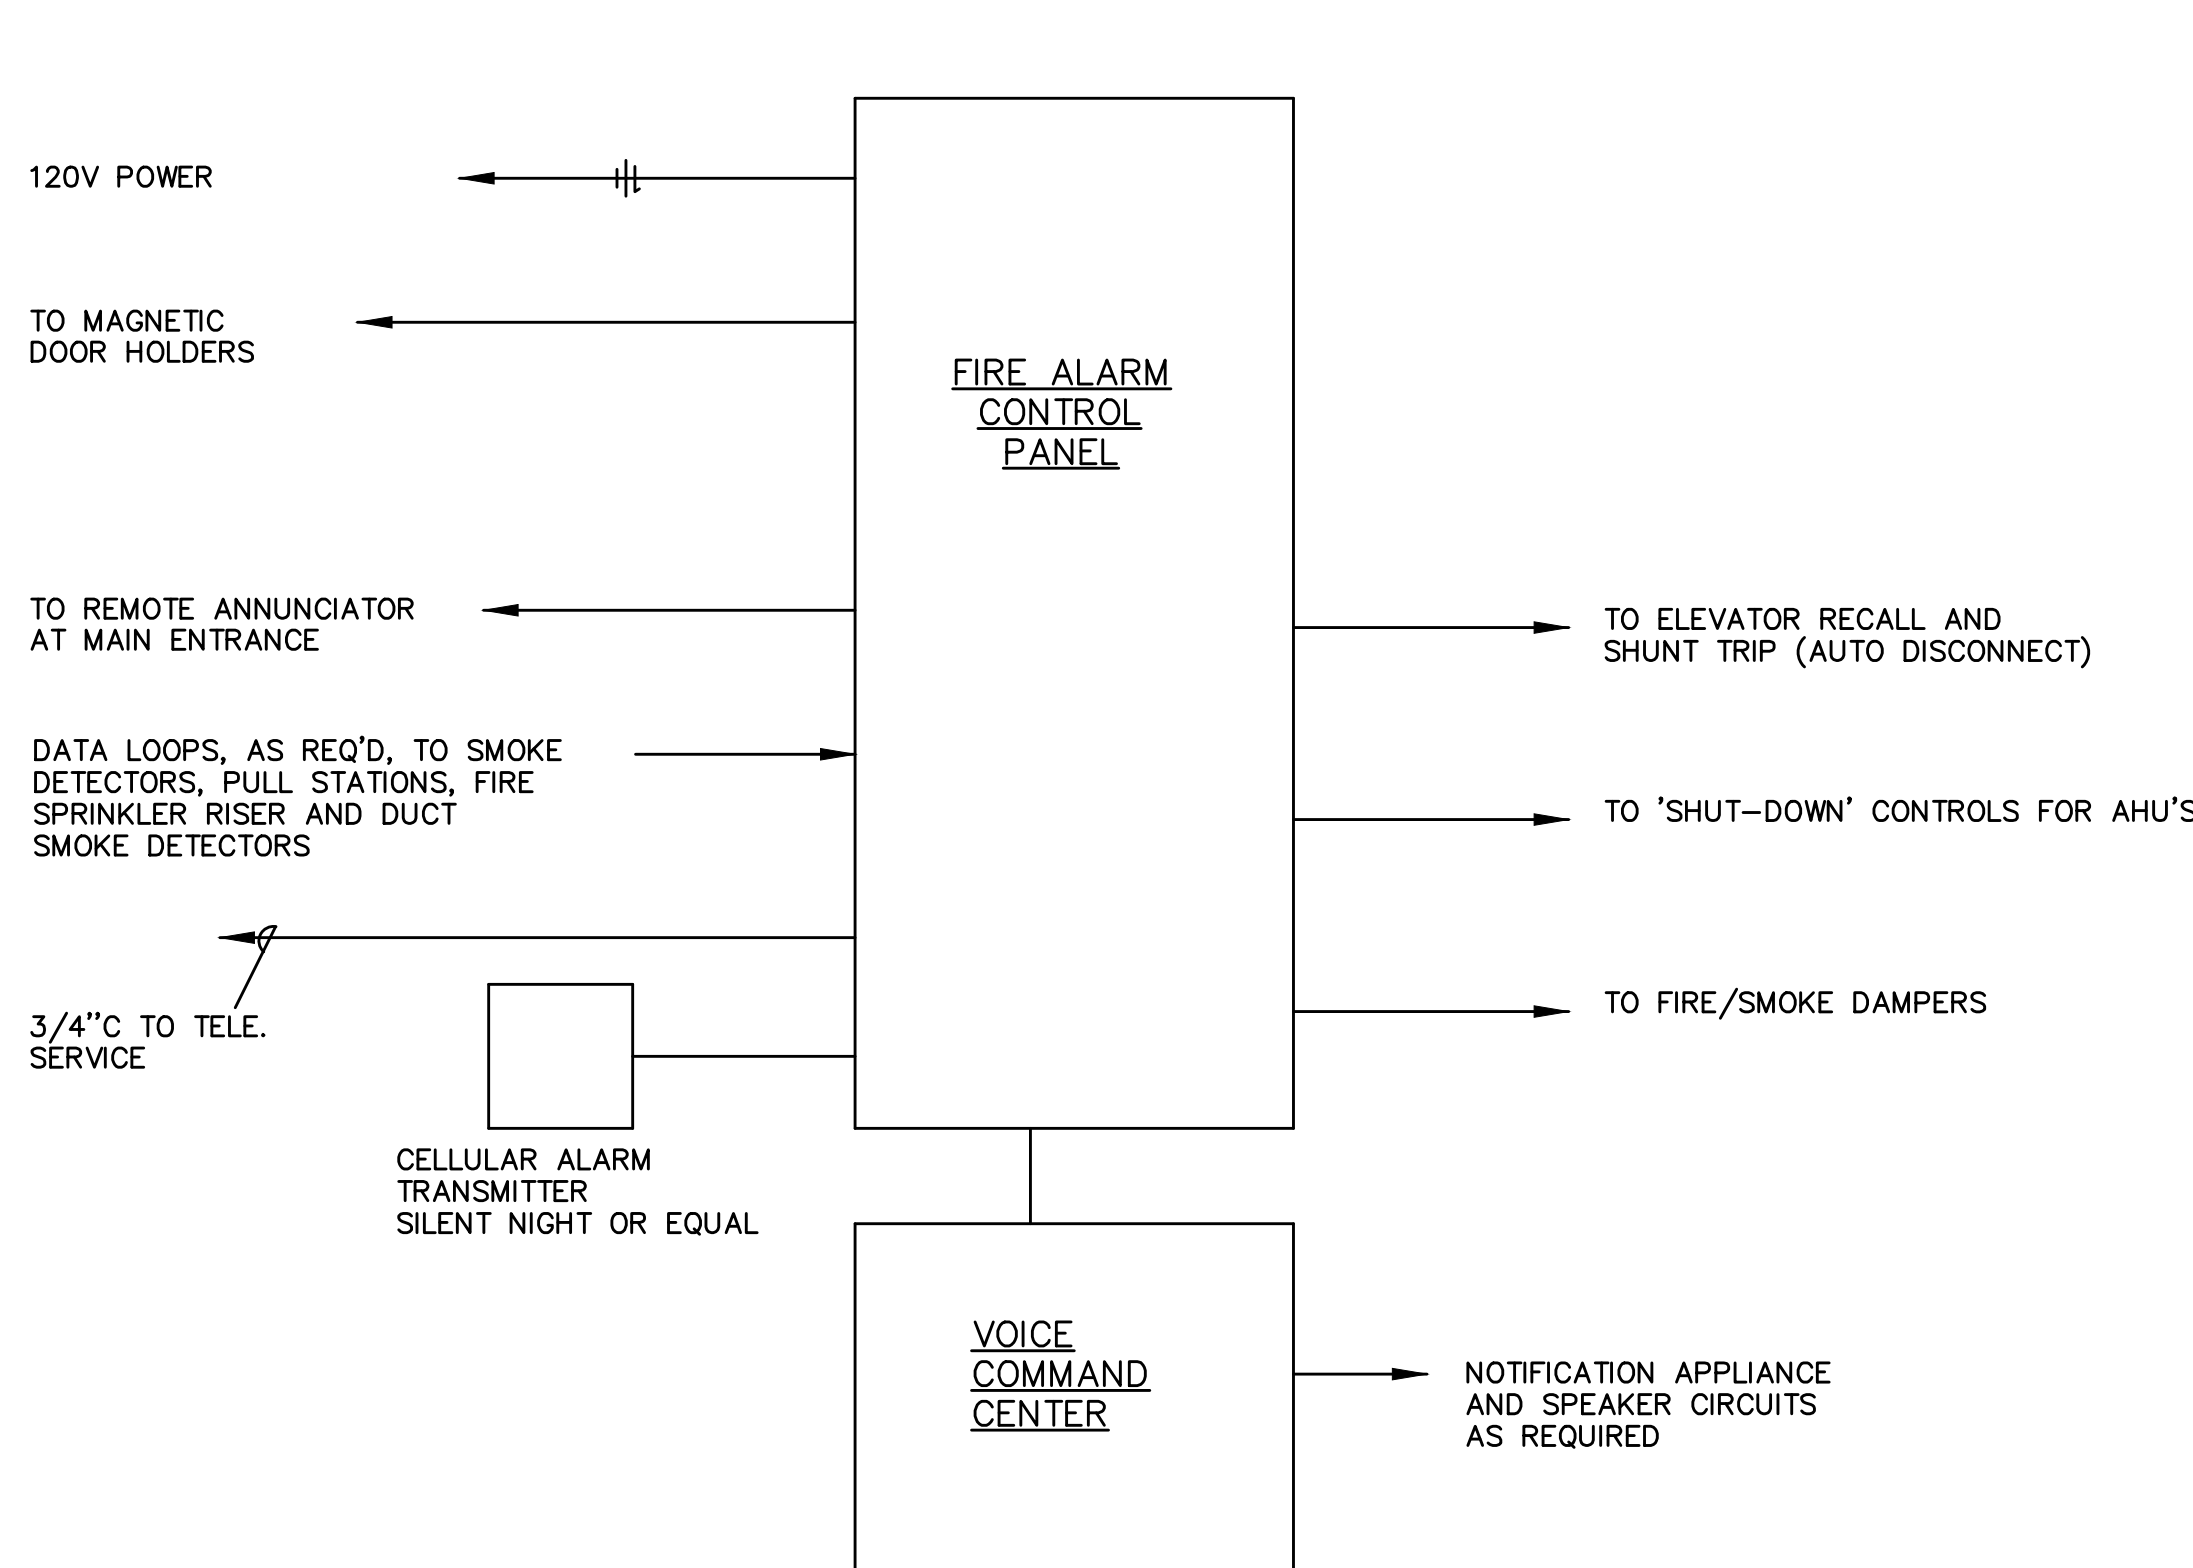 120V POWER
TO MAGNETIC
DOOR HOLDERS
FIRE ALARM
CONTROL
PANEL
TO REMOTE ANNUNCIATOR
AT MAIN ENTRANCE
TO ELEVATOR RECALL AND
SHUNT TRIP (AUTO DISCONNECT)
DATA LOOPS, AS REQ'D, TO SMOKE
DETECTORS, PULL STATIONS, FIRE
SPRINKLER RISER AND DUCT
SMOKE DETECTORS
TO 'SHUT-DOWN' CONTROLS FOR AHU'S
3/4"C TO TELE.
SERVICE
TO FIRE/SMOKE DAMPERS
CELLULAR ALARM
TRANSMITTER
SILENT NIGHT OR EQUAL
VOICE
COMMAND
CENTER
NOTIFICATION APPLIANCE
AND SPEAKER CIRCUITS
AS REQUIRED